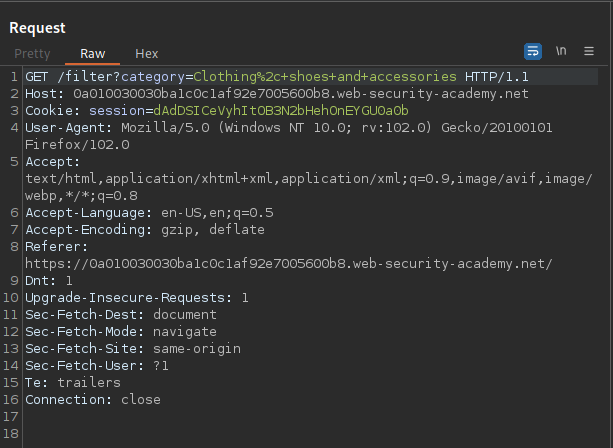 Request
Pretty Raw Hex \n
1 GET /filter?category=Clothing%2c+shoes+and+accessories HTTP/1.1
2 Host: 0a010030030ba1c0c1af92e7005600b8.web-security-academy.net
3 Cookie: session=dAdDSICeVyhItOB3N2bHehOnEYGU0a0b
4 User-Agent: Mozilla/5.0 (Windows NT 10.0; rv:102.0) Gecko/20100101
Firefox/102.0
5 Accept:
text/html,application/xhtml+xml,application/xml;q=0.9,image/avif,image/
webp,*/*;q=0.8
6 Accept-Language: en-US,en;q=0.5
7 Accept-Encoding: gzip, deflate
8 Referer:
https://0a010030030ba1c0c1af92e7005600b8.web-security-academy.net/
9 Dnt: 1
10 Upgrade-Insecure-Requests: 1
11 Sec-Fetch-Dest: document
12 Sec-Fetch-Mode: navigate
13 Sec-Fetch-Site: same-origin
14 Sec-Fetch-User: ?1
15 Te: trailers
16 Connection: close
17
18